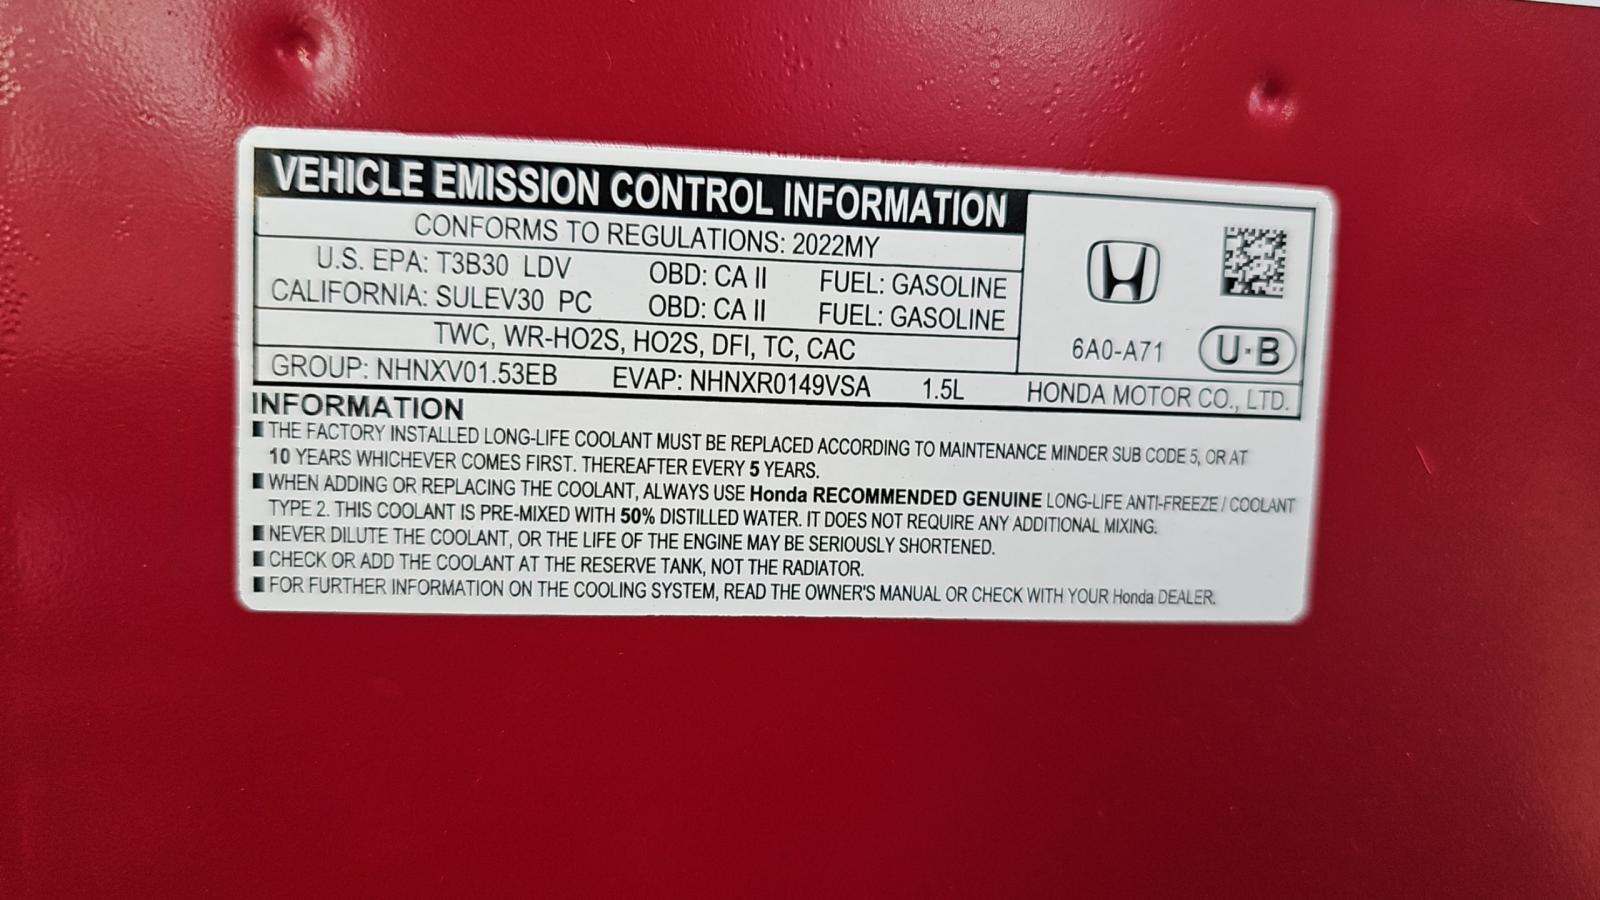 VEHICLE EMISSION CONTROL INFORMATION
CONFORMS TO REGULATIONS: 2022MY
U.S. EPA: T3B30 LDV OBD: CA II FUEL: GASOLINE
CALIFORNIA: SULEV30 PC OBD: CA II FUEL: GASOLINE
TWC, WR-HO2S, HO2S, DFI, TC, CAC
6A0-A71 U·B
GROUP: NHNXV01.53EB EVAP: NHNXR0149VSA 1.5L HONDA MOTOR CO., LTD.
INFORMATION
THE FACTORY INSTALLED LONG-LIFE COOLANT MUST BE REPLACED ACCORDING TO MAINTENANCE MINDER SUB CODE 5, OR AT
10 YEARS WHICHEVER COMES FIRST. THEREAFTER EVERY 5 YEARS.
WHEN ADDING OR REPLACING THE COOLANT, ALWAYS USE Honda RECOMMENDED GENUINE LONG-LIFE ANTI-FREEZE / COOLANT
TYPE 2. THIS COOLANT IS PRE-MIXED WITH 50% DISTILLED WATER. IT DOES NOT REQUIRE ANY ADDITIONAL MIXING.
NEVER DILUTE THE COOLANT, OR THE LIFE OF THE ENGINE MAY BE SERIOUSLY SHORTENED.
CHECK OR ADD THE COOLANT AT THE RESERVE TANK, NOT THE RADIATOR.
FOR FURTHER INFORMATION ON THE COOLING SYSTEM, READ THE OWNER'S MANUAL OR CHECK WITH YOUR Honda DEALER.